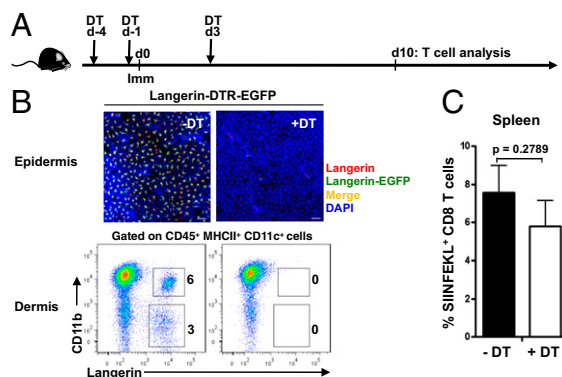 A
DT DT DT
d-4 d-1 d3
d0
d10: T cell analysis
Imm
B
Langerin-DTR-EGFP
-DT +DT
Epidermis
Langerin
Langerin-EGFP
Merge
DAPI
Gated on CD45+ MHCII+ CD11c+ cells
6 0
Dermis
3 0
CD11b
Langerin
C
Spleen
p = 0.2789
% SIINFEKL+ CD8 T cells
10
8
6
4
2
0
- DT + DT